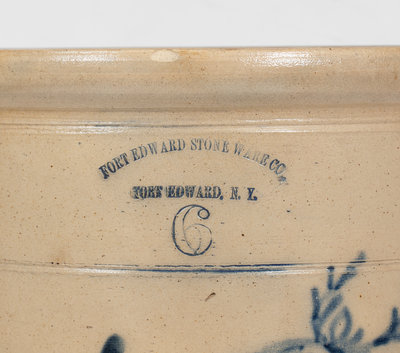 FORT EDWARD STONE WARE CO.
FORT EDWARD, N. Y.
6